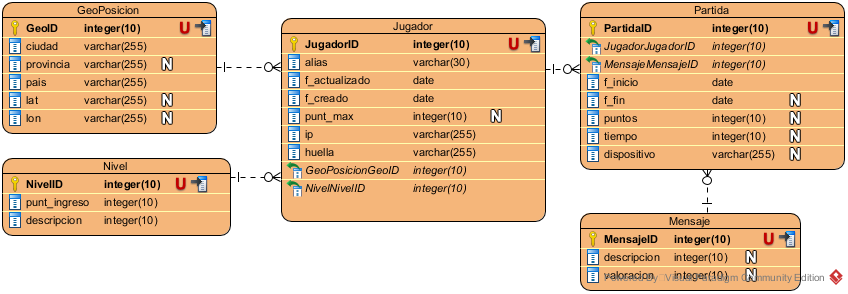 GeoPosicion
GeoID integer(10) U
ciudad varchar(255)
provincia varchar(255) N
pais varchar(255)
lat varchar(255) N
lon varchar(255) N
Nivel
NivelID integer(10) U
punt_ingreso integer(10)
descripcion integer(10)
Jugador
JugadorID integer(10) U
alias varchar(30)
f_actualizado date
f_creado date
punt_max integer(10) N
ip varchar(255)
huella varchar(255)
GeoPosicionGeoID integer(10)
NivelNivelID integer(10)
Partida
PartidaID integer(10) U
JugadorJugadorID integer(10)
MensajeMensajeID integer(10)
f_inicio date
f_fin date N
puntos integer(10) N
tiempo integer(10) N
dispositivo varchar(255) N
Mensaje
MensajeID integer(10) U
descripcion integer(10) N
valoracion integer(10) N
Powered By Visual Paradigm Community Edition